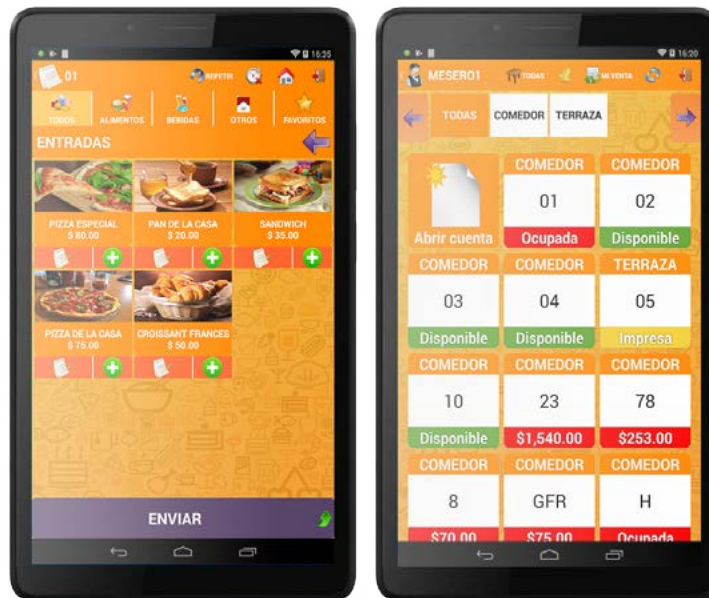 16:35
01
REPETIR
TODOS
ALIMENTOS
BEBIDAS
OTROS
FAVORITOS
ENTRADAS
PIZZA ESPECIAL
$ 80.00
PAN DE LA CASA
$ 20.00
SANDWICH
$ 35.00
PIZZA DE LA CASA
$ 75.00
CROISSANT FRANCES
$ 50.00
ENVIAR
16:20
MESERO1
TODAS
MI VENTA
TODAS
COMEDOR
TERRAZA
Abrir cuenta
COMEDOR
01
Ocupada
COMEDOR
02
Disponible
COMEDOR
03
Disponible
COMEDOR
04
Disponible
TERRAZA
05
Impresa
COMEDOR
10
Disponible
COMEDOR
23
$1,540.00
COMEDOR
78
$253.00
COMEDOR
8
$70.00
COMEDOR
GFR
$75.00
COMEDOR
H
Ocupada